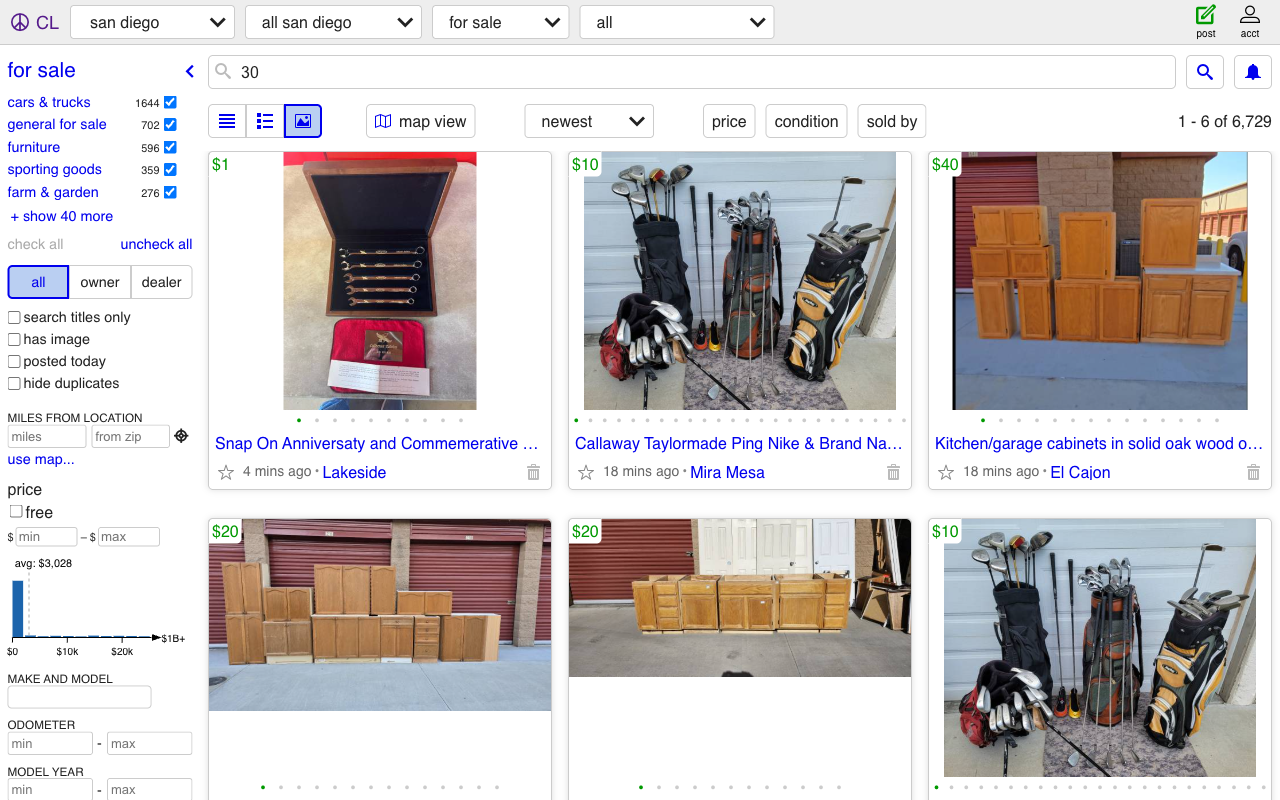 CL
san diego
all san diego
for sale
all
post
acct
for sale
30
cars & trucks 1644
general for sale 702
furniture 596
sporting goods 359
farm & garden 276
+ show 40 more
check all uncheck all
all owner dealer
search titles only
has image
posted today
hide duplicates
MILES FROM LOCATION
miles from zip
use map...
price
free
$ min – $ max
avg: $3,028
$1B+
$0 $10k $20k
MAKE AND MODEL
ODOMETER
min - max
MODEL YEAR
min - max
map view
newest
price
condition
sold by
1 - 6 of 6,729
$1
Snap On Anniversaty and Commemerative ...
4 mins ago · Lakeside
$10
Callaway Taylormade Ping Nike & Brand Na...
18 mins ago · Mira Mesa
$40
Kitchen/garage cabinets in solid oak wood o...
18 mins ago · El Cajon
$20
$20
$10